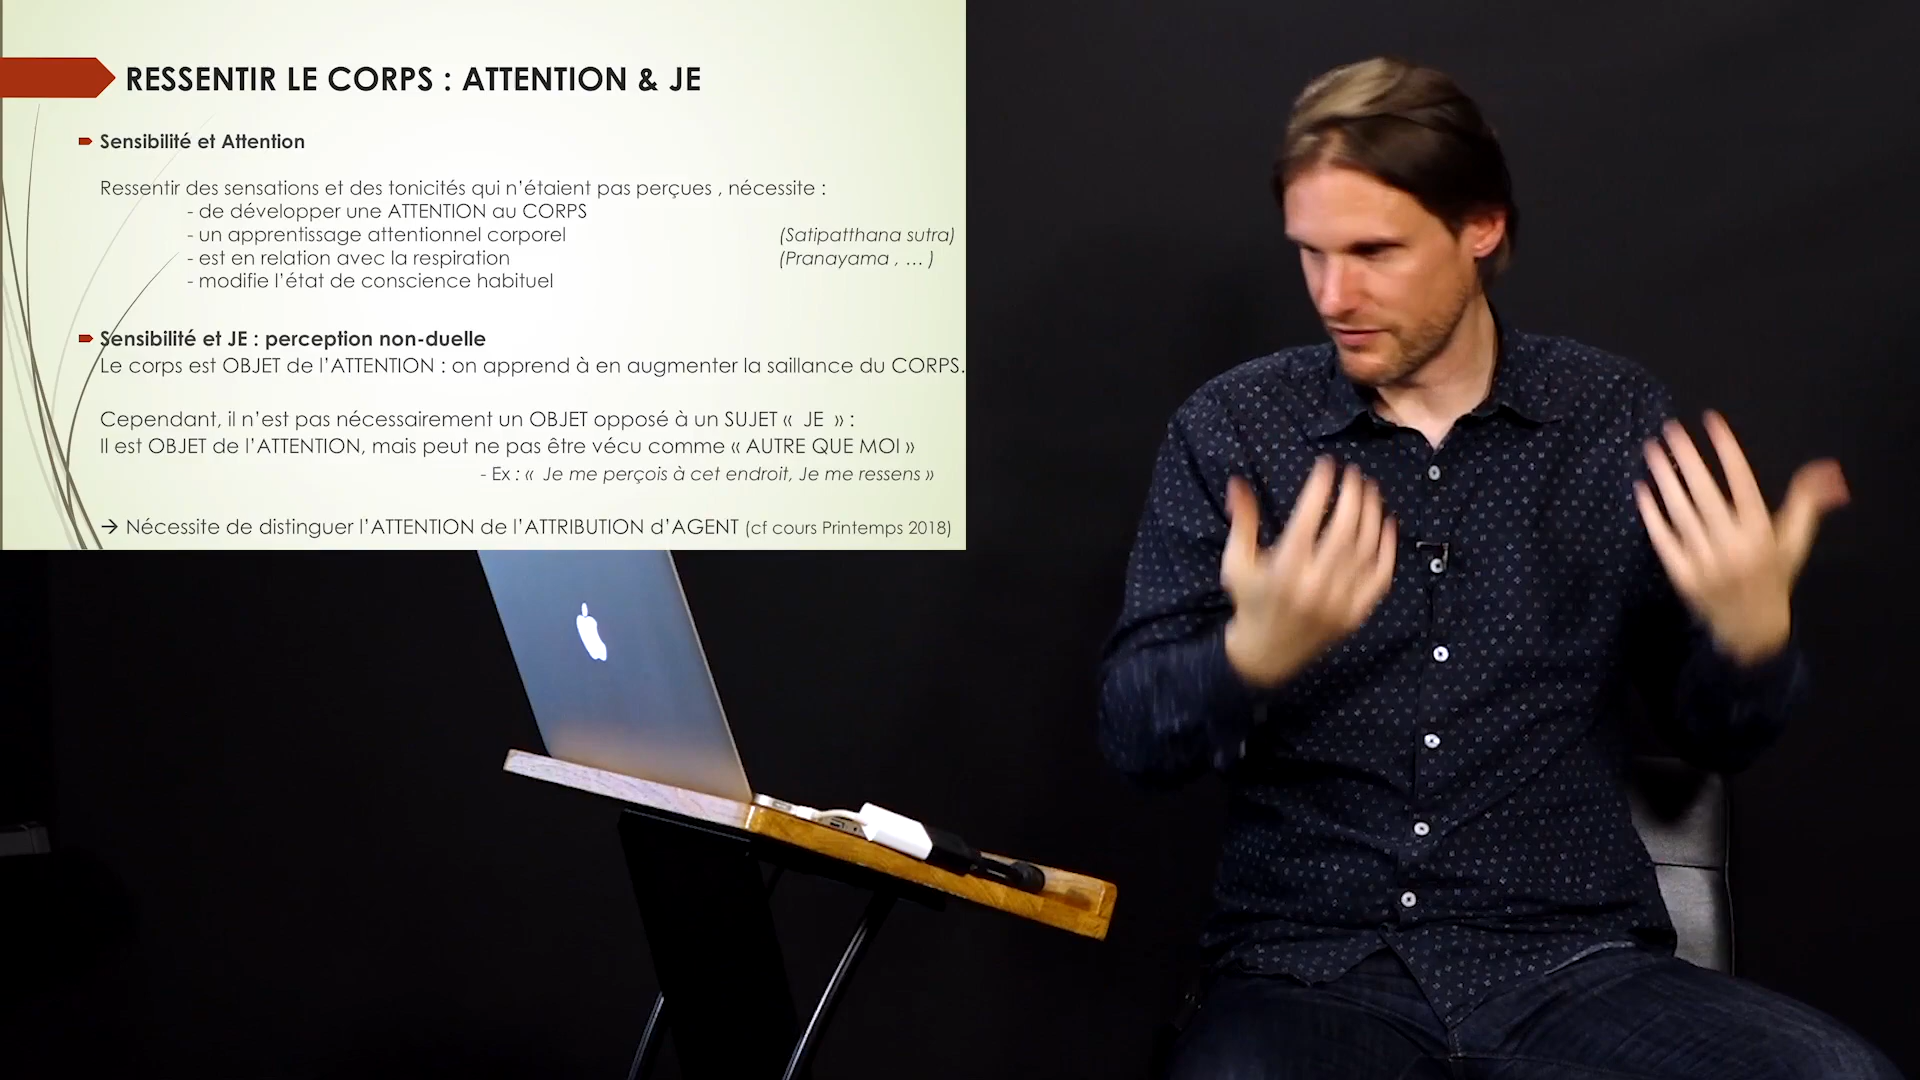 RESSENTIR LE CORPS : ATTENTION & JE
Sensibilité et Attention
Ressentir des sensations et des tonicités qui n'étaient pas perçues , nécessite :
- de développer une ATTENTION au CORPS
- un apprentissage attentionnel corporel (Satipatthana sutra)
- est en relation avec la respiration (Pranayama , … )
- modifie l'état de conscience habituel
Sensibilité et JE : perception non-duelle
Le corps est OBJET de l'ATTENTION : on apprend à en augmenter la saillance du CORPS.
Cependant, il n'est pas nécessairement un OBJET opposé à un SUJET « JE » :
Il est OBJET de l'ATTENTION, mais peut ne pas être vécu comme « AUTRE QUE MOI »
- Ex : « Je me perçois à cet endroit, Je me ressens »
→ Nécessite de distinguer l'ATTENTION de l'ATTRIBUTION d'AGENT (cf cours Printemps 2018)